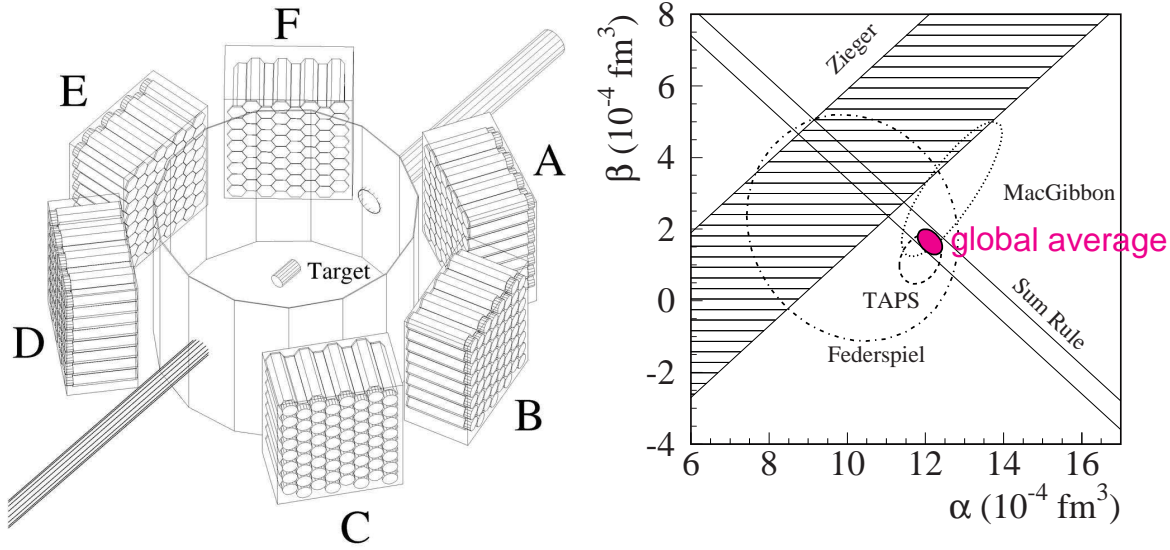 F
E
A
Target
D
B
C
8
6
4
2
0
-2
-4
β (10⁻⁴ fm³)
Zieger
MacGibbon
global average
TAPS
Sum Rule
Federspiel
6 8 10 12 14 16
α (10⁻⁴ fm³)